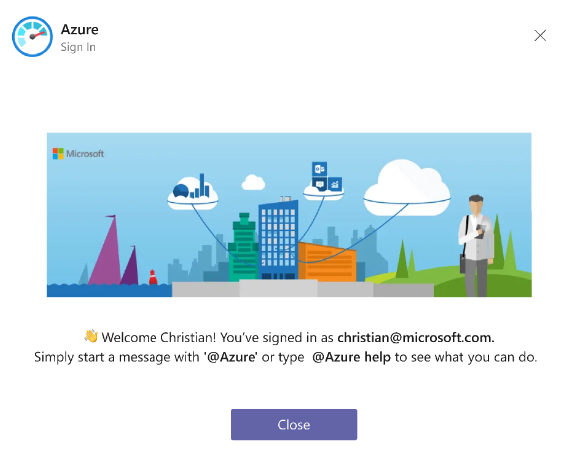 Azure
Sign In
Microsoft
👋 Welcome Christian! You’ve signed in as christian@microsoft.com.
Simply start a message with '@Azure' or type @Azure help to see what you can do.
Close